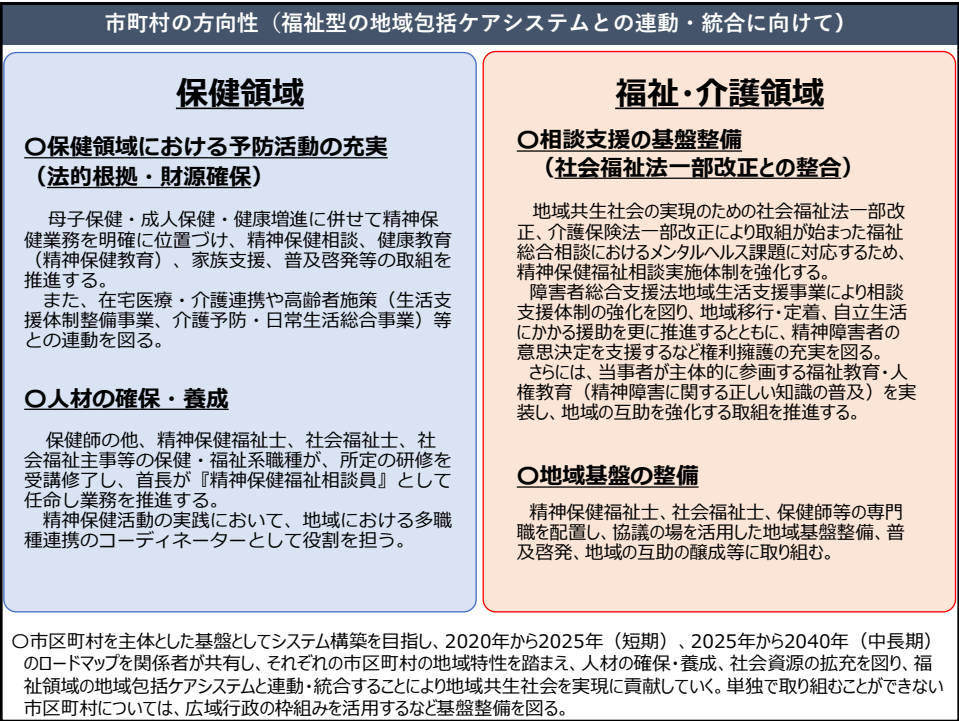 市町村の方向性（福祉型の地域包括ケアシステムとの連動・統合に向けて）
保健領域
〇保健領域における予防活動の充実
（法的根拠・財源確保）
母子保健・成人保健・健康増進に併せて精神保
健業務を明確に位置づけ、精神保健相談、健康教育
（精神保健教育）、家族支援、普及啓発等の取組を
推進する。
また、在宅医療・介護連携や高齢者施策（生活支
援体制整備事業、介護予防・日常生活総合事業）等
との連動を図る。
〇人材の確保・養成
保健師の他、精神保健福祉士、社会福祉士、社
会福祉主事等の保健・福祉系職種が、所定の研修を
受講修了し、首長が『精神保健福祉相談員』として
任命し業務を推進する。
精神保健活動の実践において、地域における多職
種連携のコーディネーターとして役割を担う。
福祉・介護領域
〇相談支援の基盤整備
（社会福祉法一部改正との整合）
地域共生社会の実現のための社会福祉法一部改
正、介護保険法一部改正により取組が始まった福祉
総合相談におけるメンタルヘルス課題に対応するため、
精神保健福祉相談実施体制を強化する。
障害者総合支援法地域生活支援事業により相談
支援体制の強化を図り、地域移行・定着、自立生活
にかかる援助を更に推進するとともに、精神障害者の
意思決定を支援するなど権利擁護の充実を図る。
さらには、当事者が主体的に参画する福祉教育・人
権教育（精神障害に関する正しい知識の普及）を実
装し、地域の互助を強化する取組を推進する。
〇地域基盤の整備
精神保健福祉士、社会福祉士、保健師等の専門
職を配置し、協議の場を活用した地域基盤整備、普
及啓発、地域の互助の醸成等に取り組む。
〇市区町村を主体とした基盤としてシステム構築を目指し、2020年から2025年（短期）、2025年から2040年（中長期）
のロードマップを関係者が共有し、それぞれの市区町村の地域特性を踏まえ、人材の確保・養成、社会資源の拡充を図り、福
祉領域の地域包括ケアシステムと連動・統合することにより地域共生社会を実現に貢献していく。単独で取り組むことができない
市区町村については、広域行政の枠組みを活用するなど基盤整備を図る。